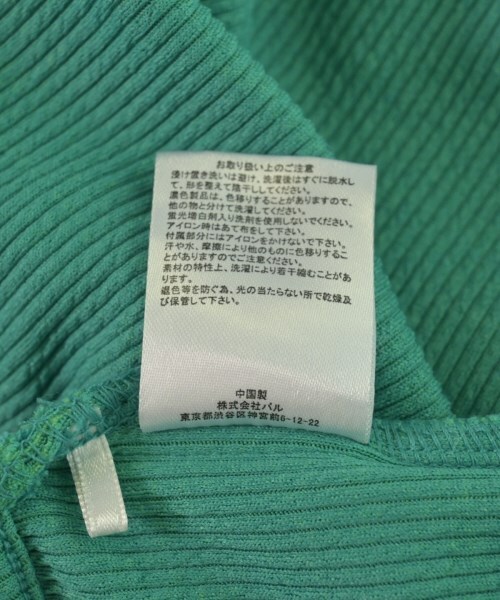 お取り扱い上のご注意
浸け置き洗いは避け、洗濯後はすぐに脱水し
て、形を整えて陰干ししてください。
濃色製品は、色移りすることがありますので、
他の物と分けて洗濯してください。
蛍光増白剤入り洗剤を使用しないでください。
アイロン時はあて布をして下さい。
付属部分にはアイロンをかけないで下さい。
汗や水、摩擦により他のものに色移りするこ
とがありますのでご注意ください。
素材の特性上、洗濯により若干縮むことがあ
ります。
退色等を防ぐ為、光の当たらない所で乾燥及
び保管して下さい。
中国製
株式会社パル
東京都渋谷区神宮前6-12-22